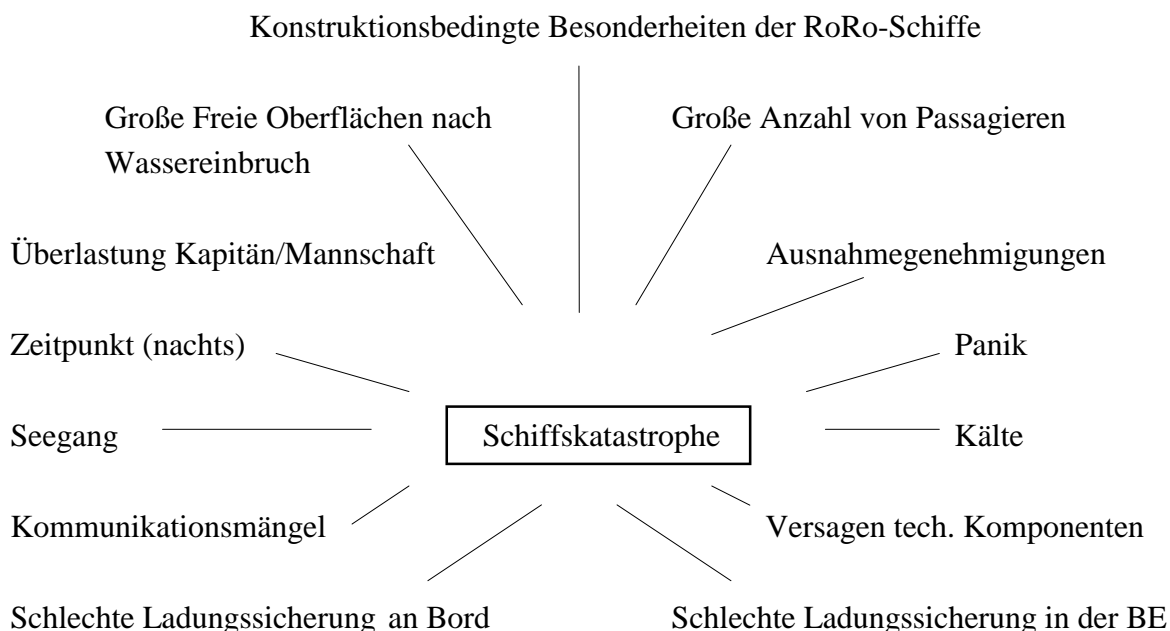 Konstruktionsbedingte Besonderheiten der RoRo-Schiffe
Große Freie Oberflächen nach
Wassereinbruch
Große Anzahl von Passagieren
Überlastung Kapitän/Mannschaft
Ausnahmegenehmigungen
Zeitpunkt (nachts)
Panik
Seegang
Schiffskatastrophe
Kälte
Kommunikationsmängel
Versagen tech. Komponenten
Schlechte Ladungssicherung an Bord
Schlechte Ladungssicherung in der BE